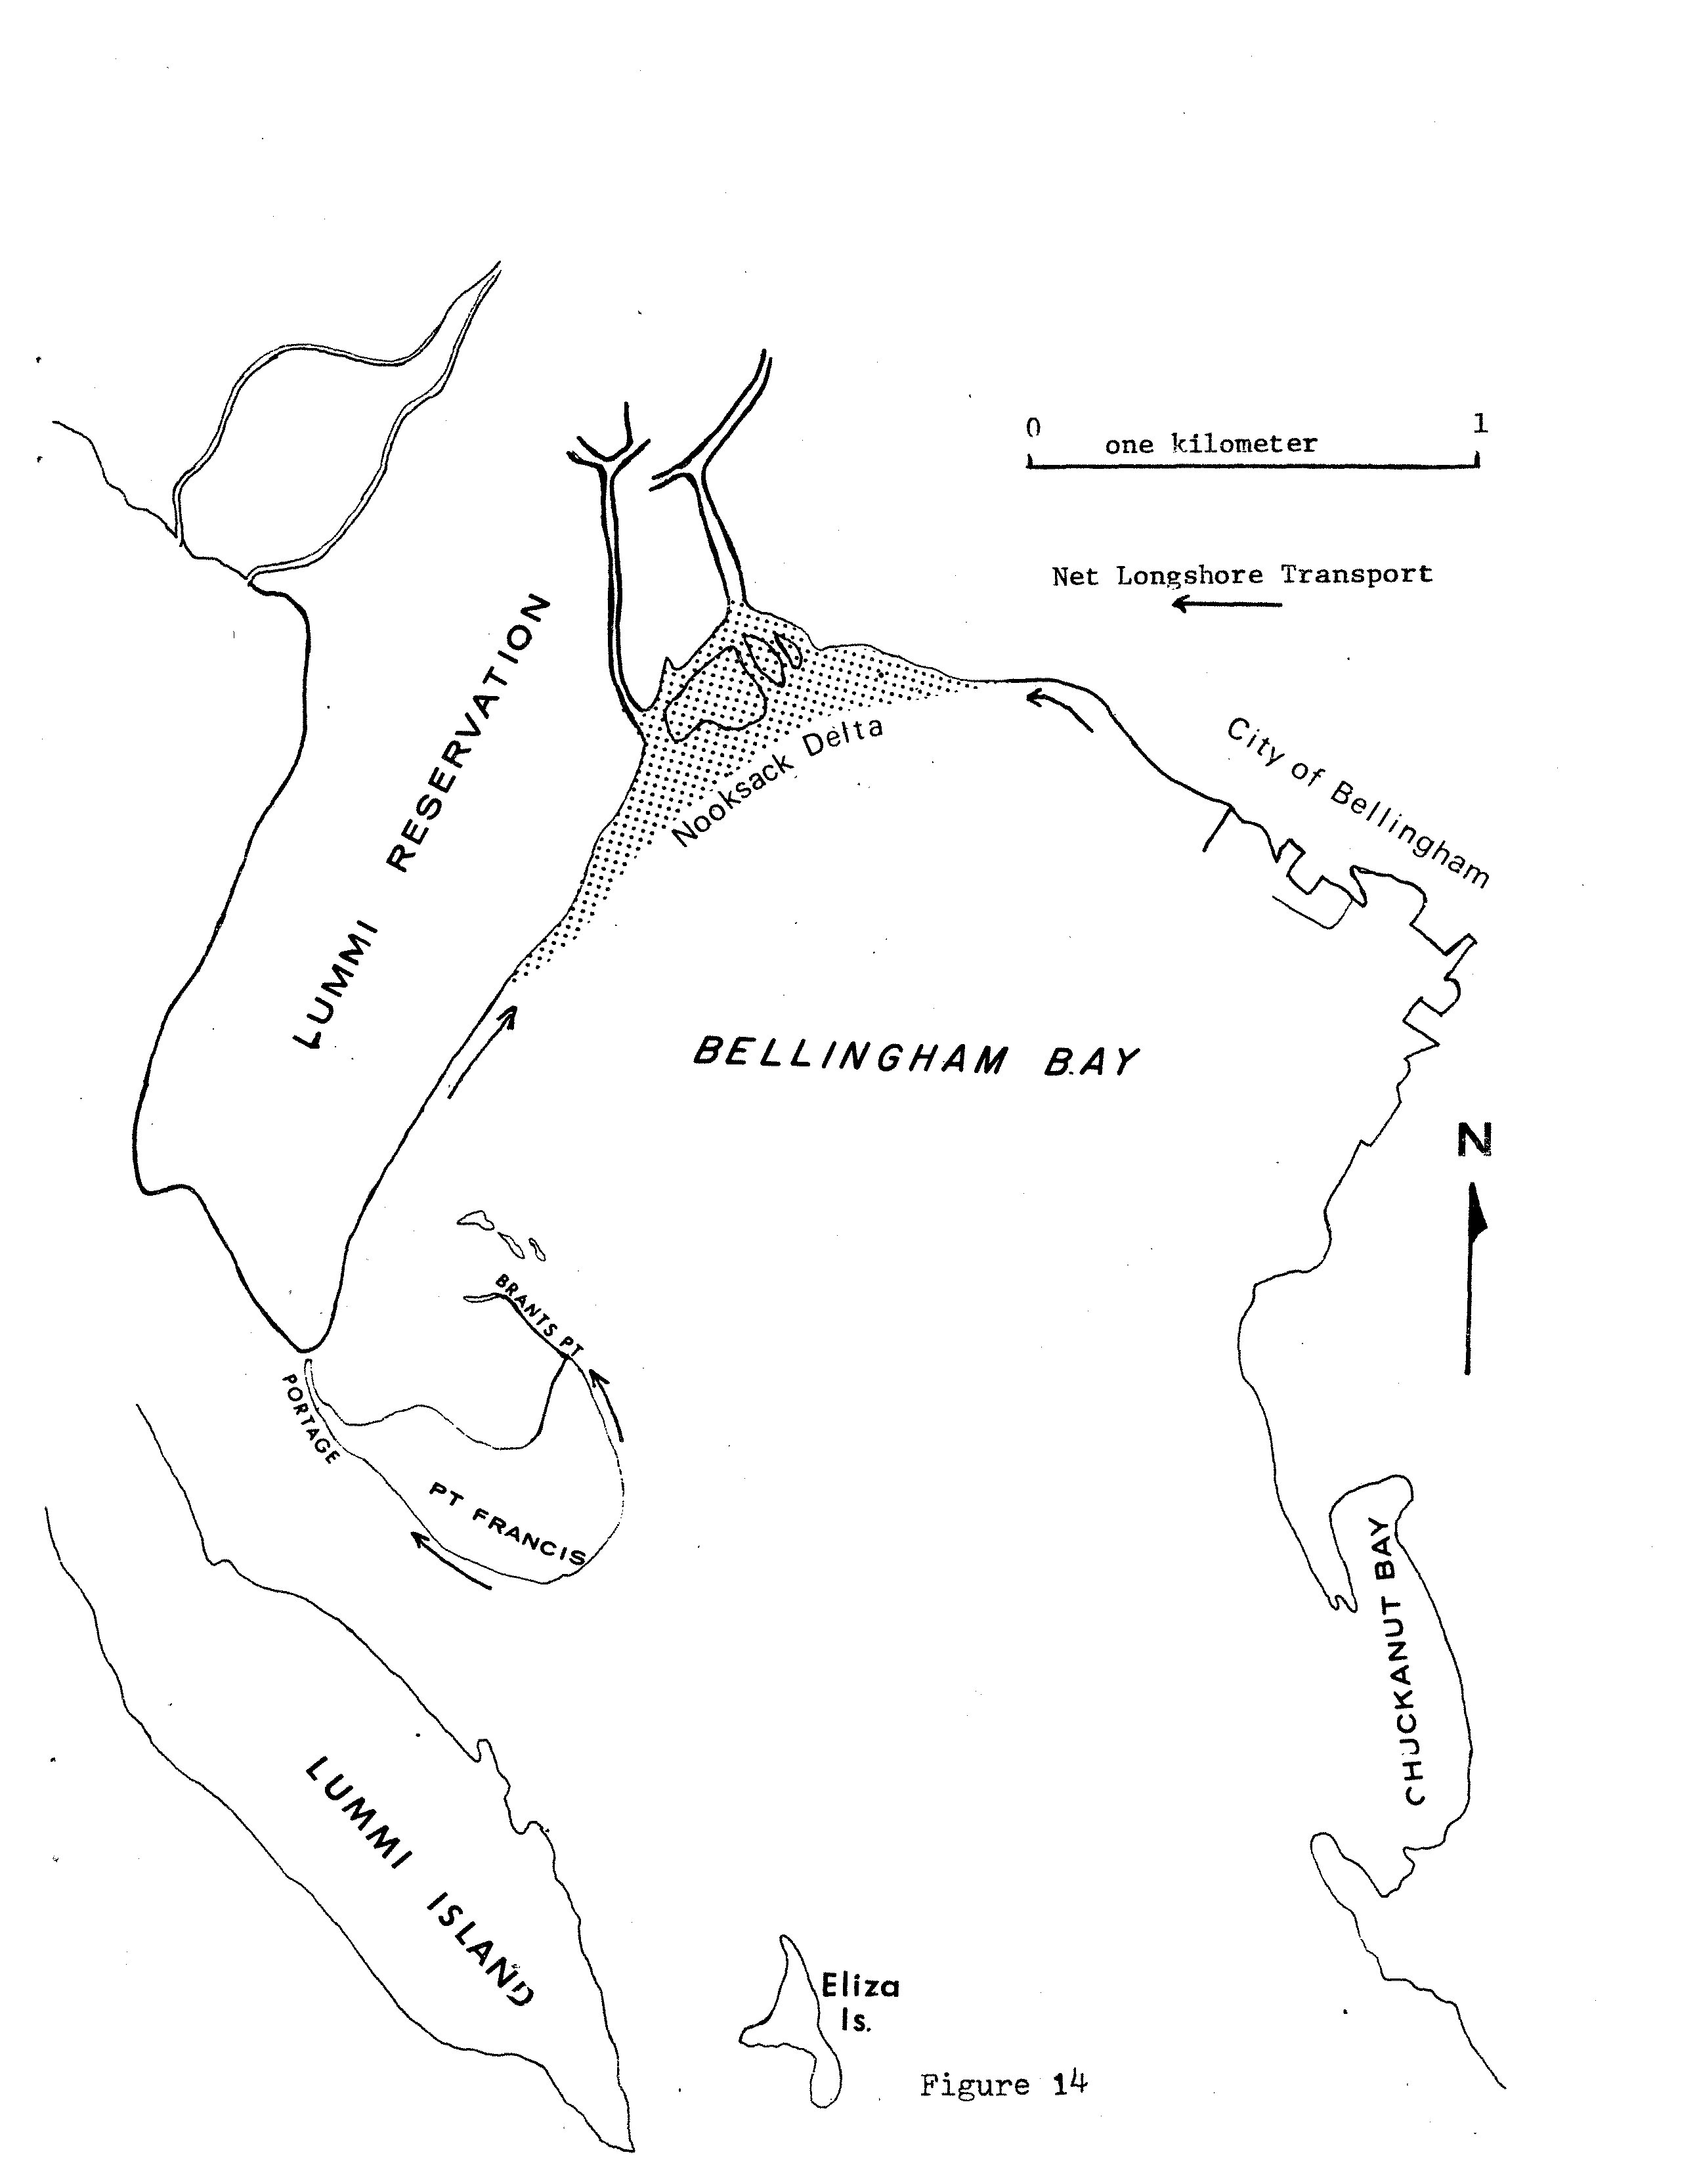 0 1
one kilometer
Net Longshore Transport
LUMMI RESERVATION
Nooksack Delta
City of Bellingham
BELLINGHAM BAY
N
BRANTS PT
PORTAGE
PT FRANCIS
CHUCKANUT BAY
LUMMI ISLAND
Eliza
Is.
Figure 14